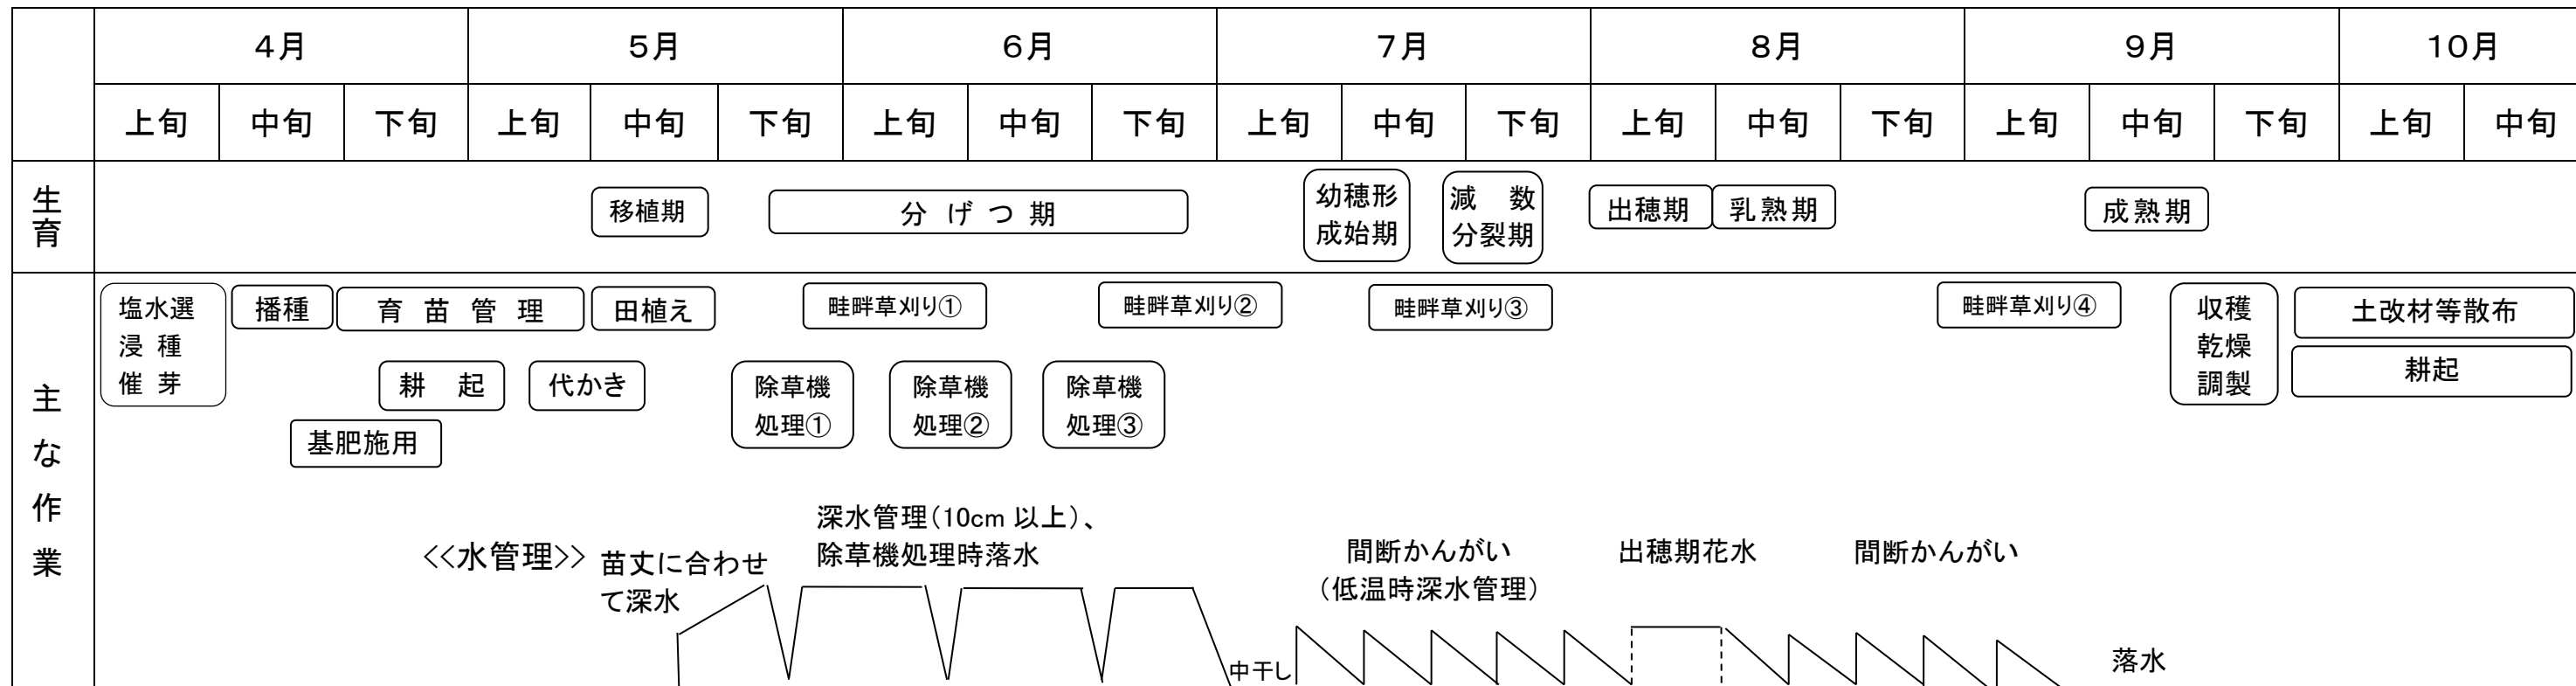 4月 5月 6月 7月 8月 9月 10月
上旬 中旬 下旬 上旬 中旬 下旬 上旬 中旬 下旬 上旬 中旬 下旬 上旬 中旬 下旬 上旬 中旬 下旬 上旬 中旬
生育
移植期
分げつ期
幼穂形
成始期
減数
分裂期
出穂期
乳熟期
成熟期
主な作業
塩水選
浸種
催芽
播種
育苗管理
田植え
畦畔草刈り①
畦畔草刈り②
畦畔草刈り③
畦畔草刈り④
収穫
乾燥
調製
土改材等散布
耕起
代かき
除草機
処理①
除草機
処理②
除草機
処理③
耕起
基肥施用
<<水管理>>
苗丈に合わせ
て深水
深水管理(10cm 以上)、
除草機処理時落水
間断かんがい
(低温時深水管理)
出穂期花水
間断かんがい
中干し
落水